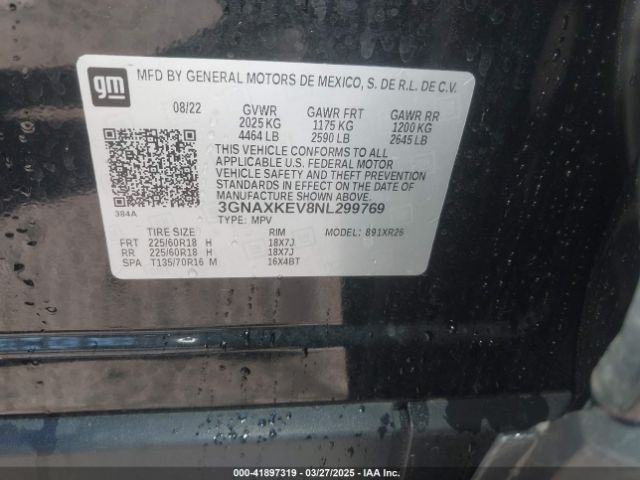 gm
MFD BY GENERAL MOTORS DE MEXICO, S. DE R.L. DE C.V.
08/22 GVWR GAWR FRT GAWR RR
2025 KG 1175 KG 1200 KG
4464 LB 2590 LB 2645 LB
THIS VEHICLE CONFORMS TO ALL
APPLICABLE U.S. FEDERAL MOTOR
VEHICLE SAFETY, BUMPER, AND THEFT
PREVENTION STANDARDS IN
EFFECT ON THE DATE OF
MANUFACTURE SHOWN ABOVE.
3GNAXKEV8NL299769
384A
TYPE: MPV
TIRE SIZE RIM MODEL: 891XR26
FRT 225/60R18 H 18X7J
RR 225/60R18 H 18X7J
SPA T135/70R16 M 16X4BT
000-41897319 | 03/27/2025 | IAA Inc.